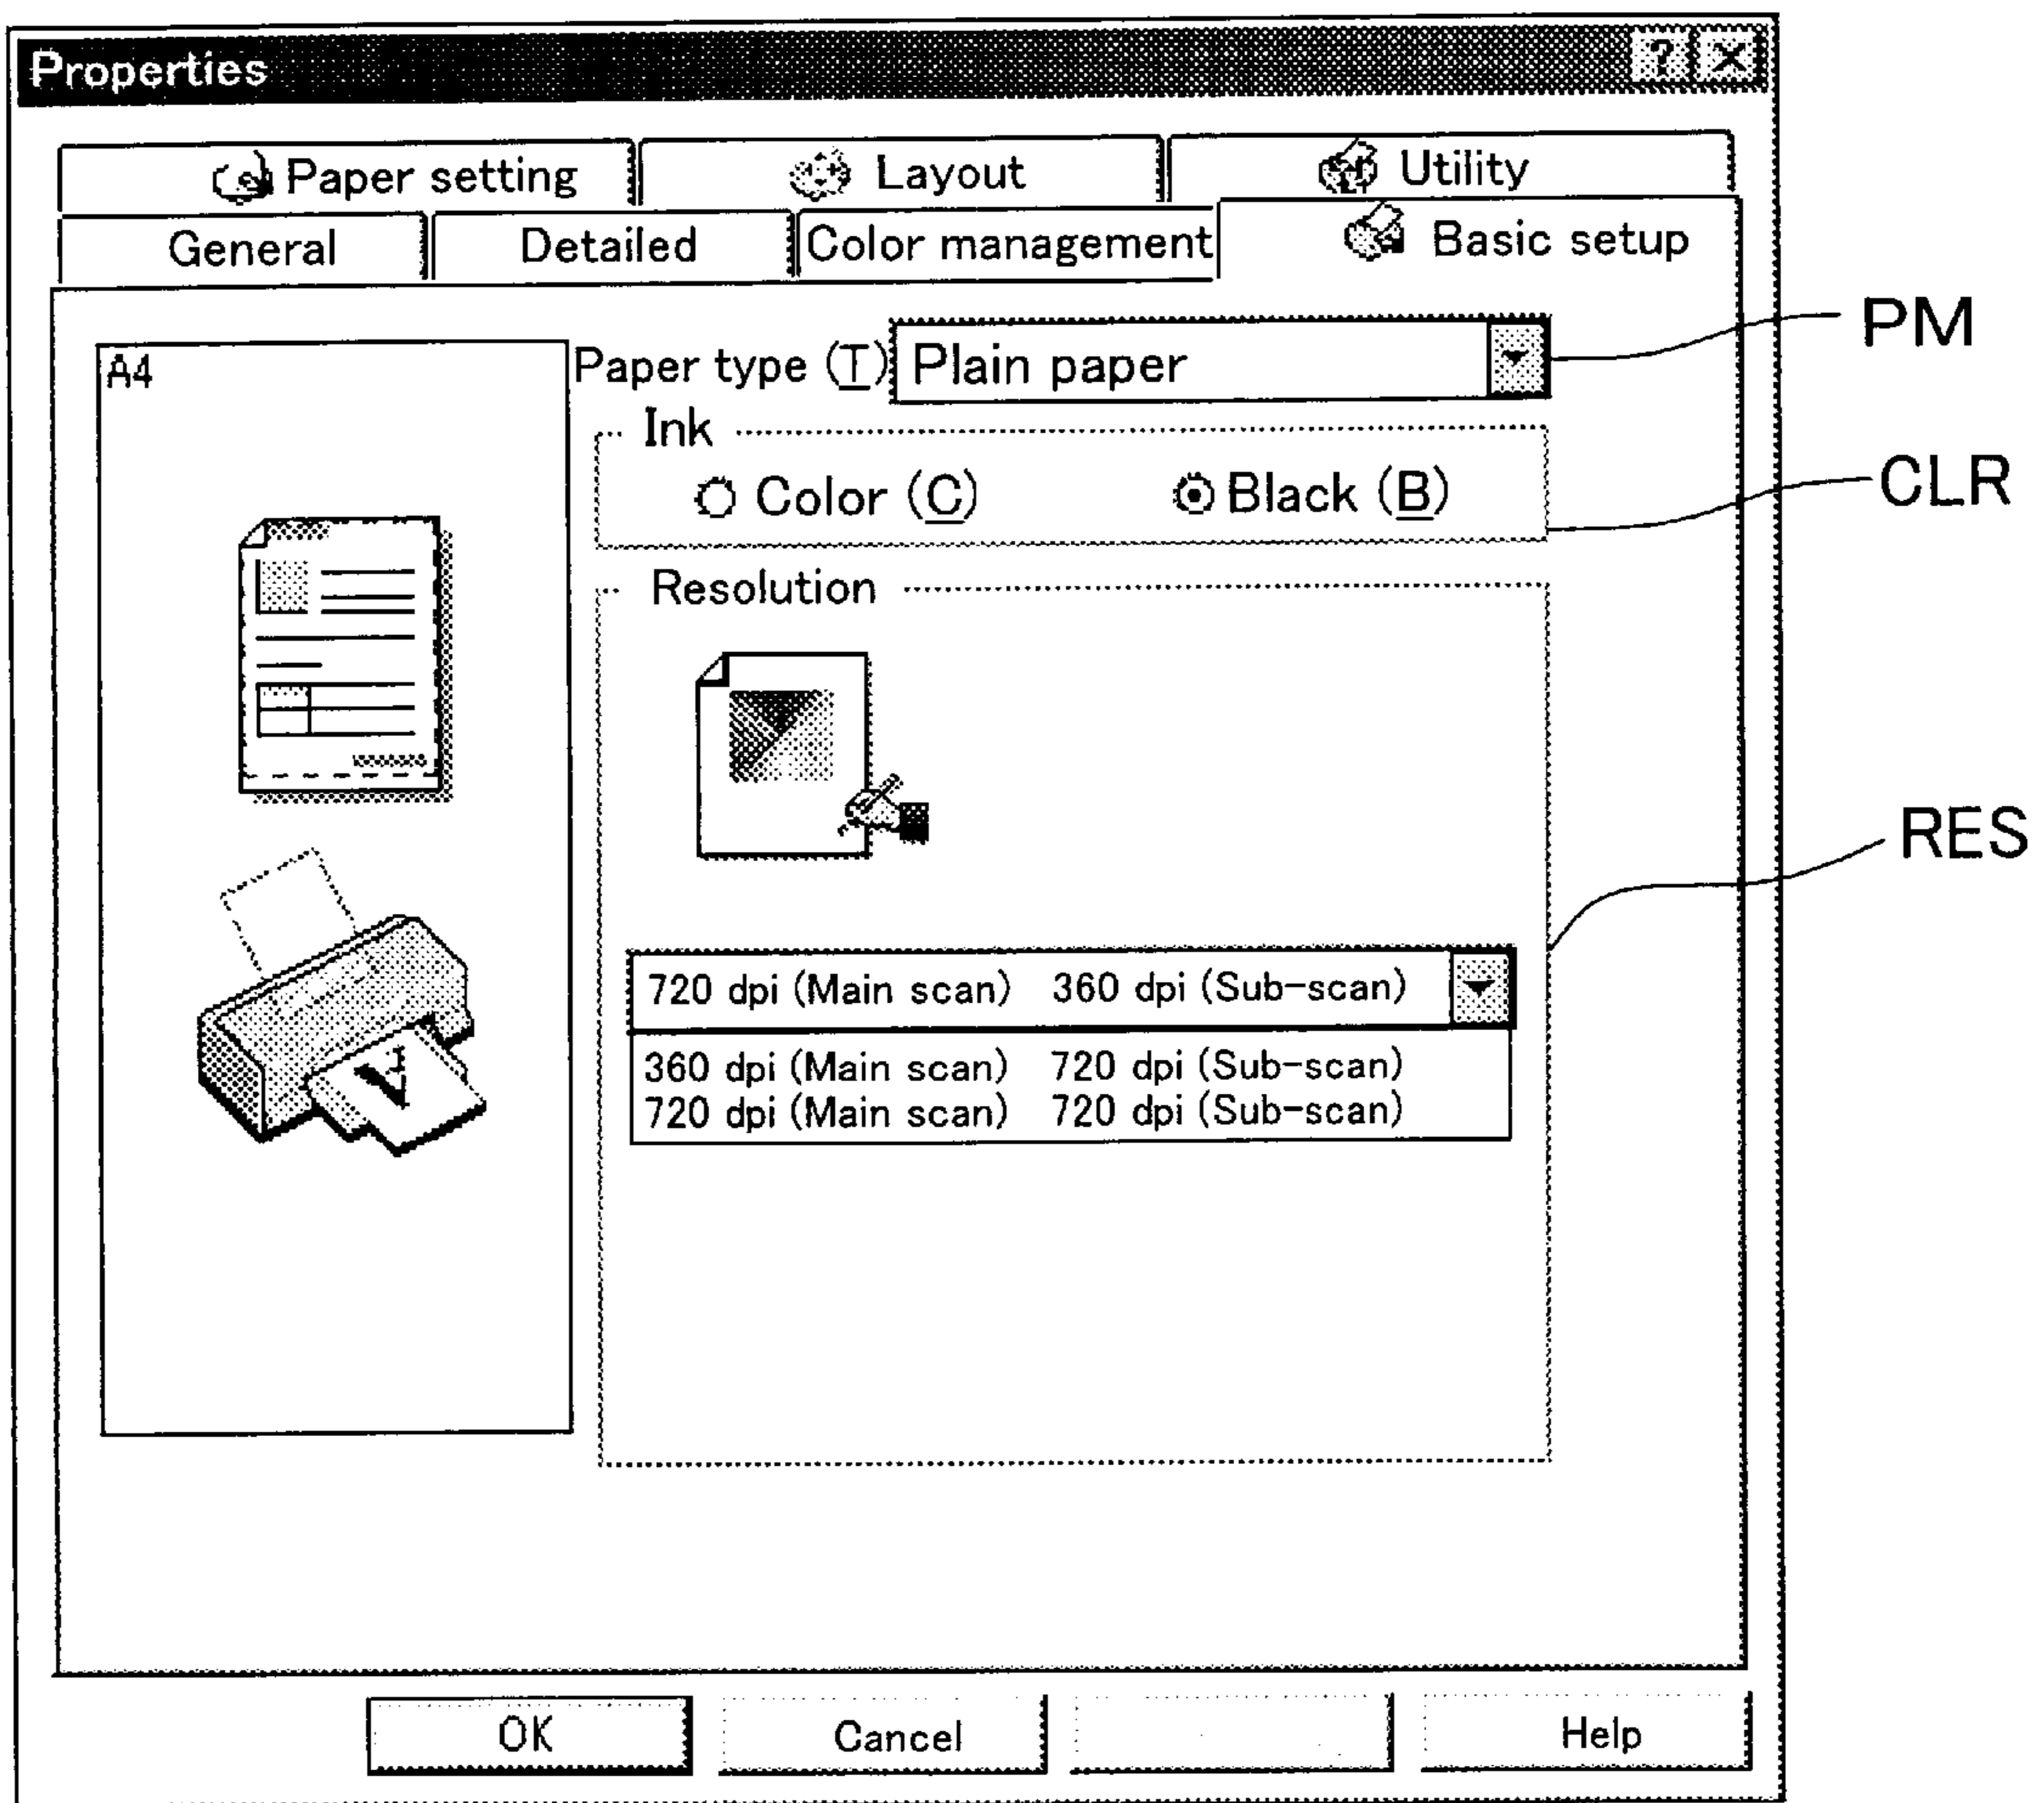 Properties ? ×
Paper setting Layout Utility
General Detailed Color management Basic setup
PM
A4
Paper type (T) Plain paper
Ink
Color (C) Black (B)
CLR
Resolution
RES
720 dpi (Main scan) 360 dpi (Sub-scan)
360 dpi (Main scan) 720 dpi (Sub-scan)
720 dpi (Main scan) 720 dpi (Sub-scan)
OK Cancel Help